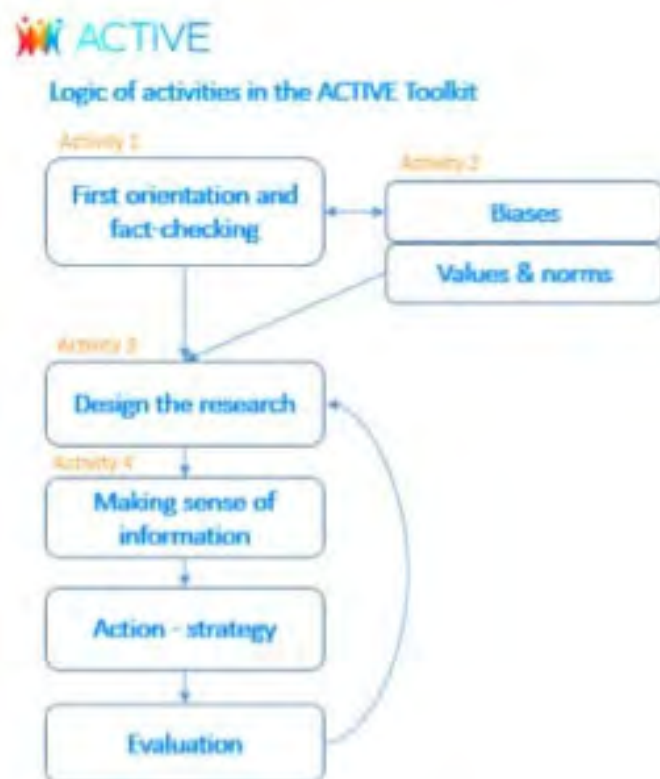 ACTIVE
Logic of activities in the ACTIVE Toolkit
Activity 1
First orientation and
fact-checking
Activity 2
Biases
Values & norms
Activity 3
Design the research
Activity 4
Making sense of
information
Action - strategy
Evaluation